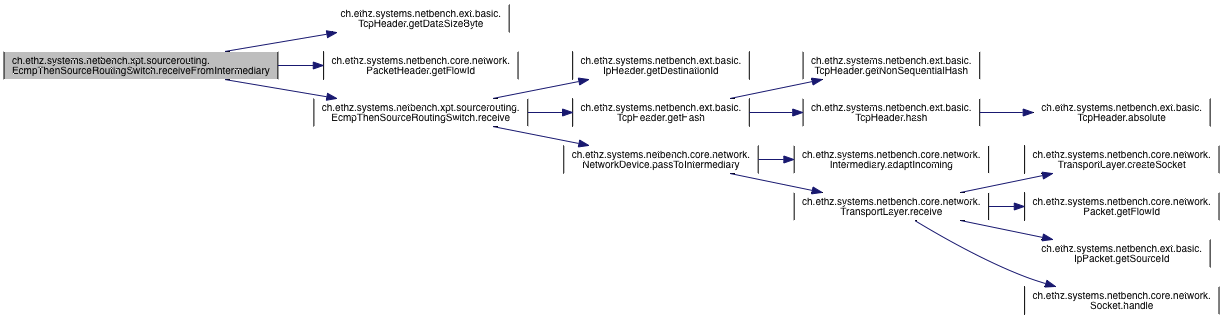 ch.ethz.systems.netbench.ext.basic.
TcpHeader.getDataSizeByte
ch.ethz.systems.netbench.xpt.sourcerouting.
EcmpThenSourceRoutingSwitch.receiveFromIntermediary
ch.ethz.systems.netbench.core.network.
PacketHeader.getFlowId
ch.ethz.systems.netbench.ext.basic.
IpHeader.getDestinationId
ch.ethz.systems.netbench.ext.basic.
TcpHeader.getNonSequentialHash
ch.ethz.systems.netbench.xpt.sourcerouting.
EcmpThenSourceRoutingSwitch.receive
ch.ethz.systems.netbench.ext.basic.
TcpHeader.getHash
ch.ethz.systems.netbench.ext.basic.
TcpHeader.hash
ch.ethz.systems.netbench.ext.basic.
TcpHeader.absolute
ch.ethz.systems.netbench.core.network.
NetworkDevice.passToIntermediary
ch.ethz.systems.netbench.core.network.
Intermediary.adaptIncoming
ch.ethz.systems.netbench.core.network.
TransportLayer.createSocket
ch.ethz.systems.netbench.core.network.
TransportLayer.receive
ch.ethz.systems.netbench.core.network.
Packet.getFlowId
ch.ethz.systems.netbench.ext.basic.
IpPacket.getSourceId
ch.ethz.systems.netbench.core.network.
Socket.handle